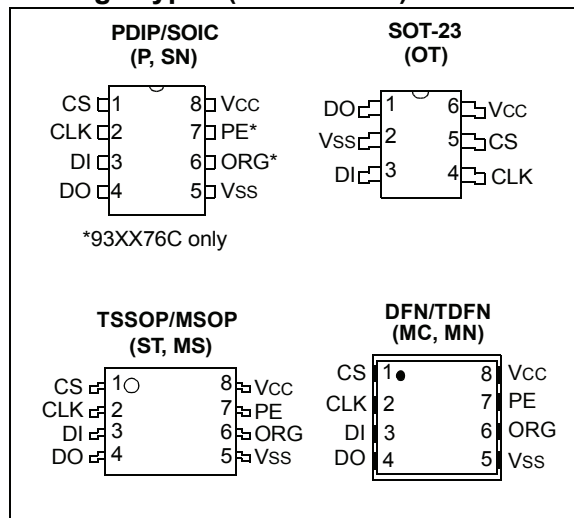 PDIP/SOIC
(P, SN)
CS 1 8 VCC
CLK 2 7 PE*
DI 3 6 ORG*
DO 4 5 VSS
*93XX76C only
SOT-23
(OT)
DO 1 6 VCC
VSS 2 5 CS
DI 3 4 CLK
TSSOP/MSOP
(ST, MS)
CS 1 8 VCC
CLK 2 7 PE
DI 3 6 ORG
DO 4 5 VSS
DFN/TDFN
(MC, MN)
CS 1 8 VCC
CLK 2 7 PE
DI 3 6 ORG
DO 4 5 VSS